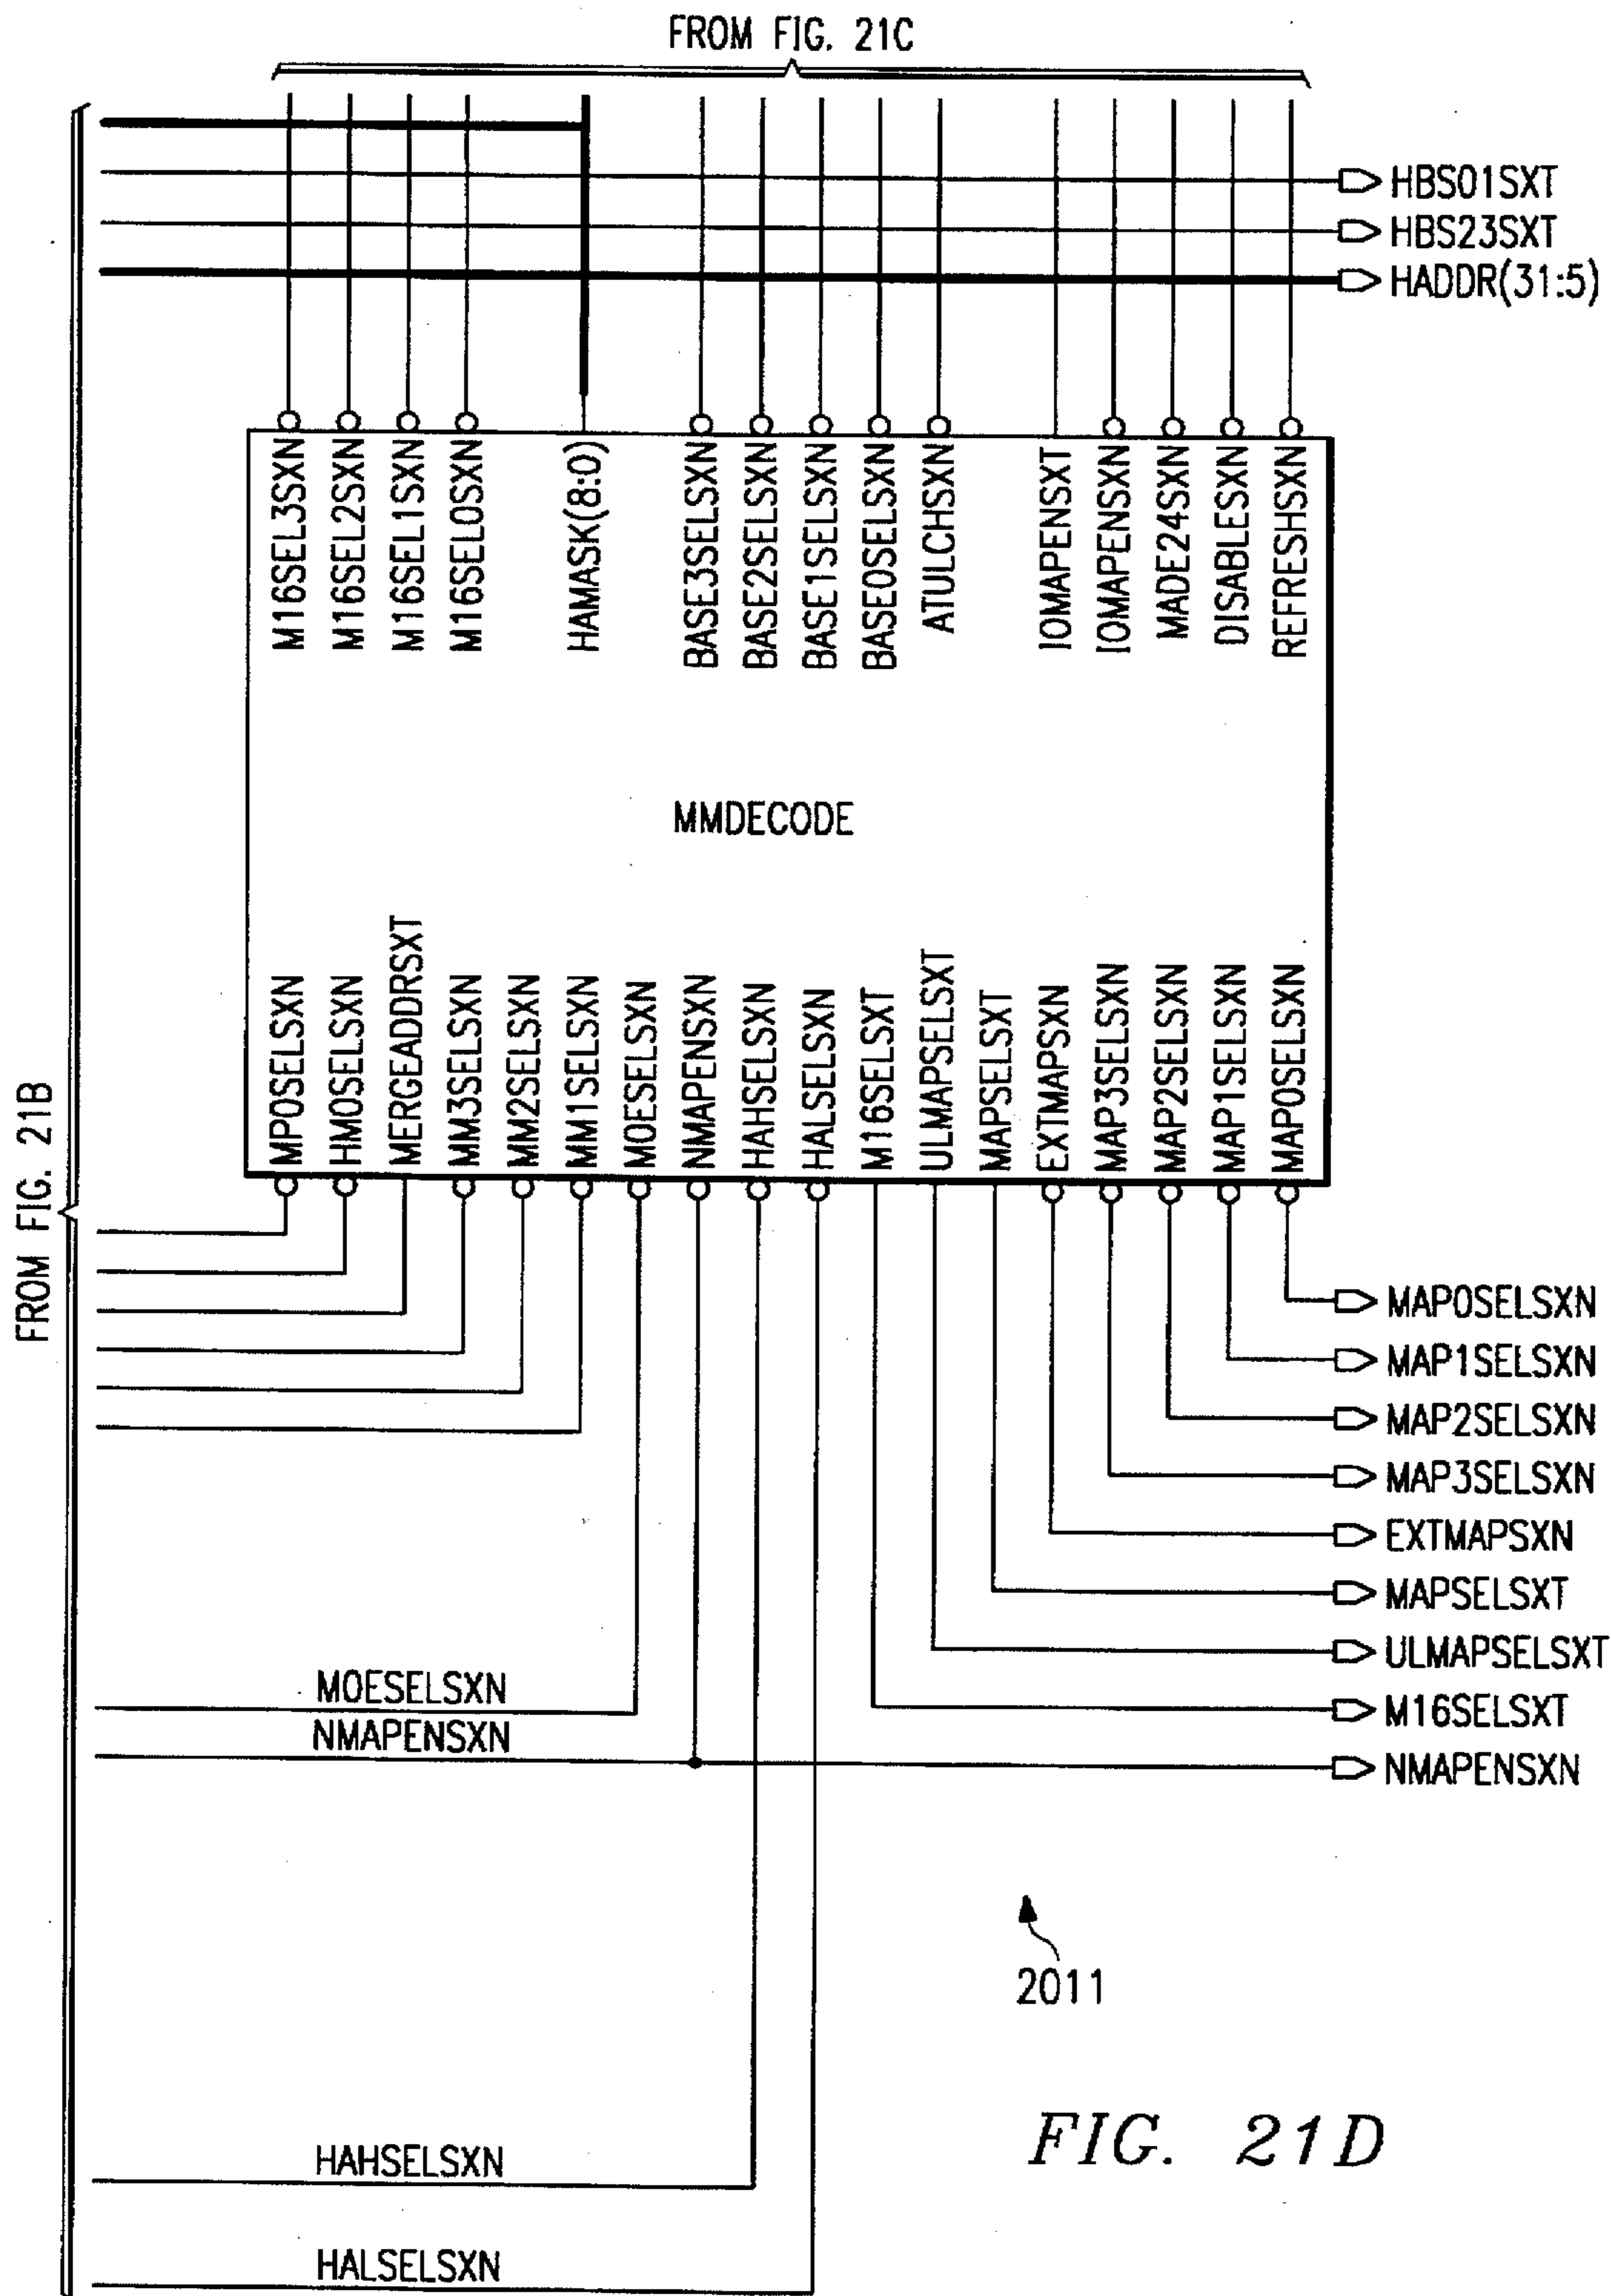 FROM FIG. 21C
HBS01SXT
HBS23SXT
HADDR(31:5)
M16SEL3SXN
M16SEL2SXN
M16SEL1SXN
M16SEL0SXN
HAMASK(8:0)
BASE3SELSXN
BASE2SELSXN
BASE1SELSXN
BASE0SELSXN
ATULCHSXN
IOMAPENSXT
IOMAPENSXN
MADE24SXN
DISABLESXN
REFRESHSXN
MMDECODE
MP0SELSXN
HM0SELSXN
MERGEADDRSXT
MM3SELSXN
MM2SELSXN
MM1SELSXN
MOESELSXN
NMAPENSXN
HAHSELSXN
HALSELSXN
M16SELSXT
ULMAPSELSXT
MAPSELSXT
EXTMAPSXN
MAP3SELSXN
MAP2SELSXN
MAP1SELSXN
MAP0SELSXN
FROM FIG. 21B
MAP0SELSXN
MAP1SELSXN
MAP2SELSXN
MAP3SELSXN
EXTMAPSXN
MAPSELSXT
ULMAPSELSXT
M16SELSXT
NMAPENSXN
MOESELSXN
NMAPENSXN
2011
HAHSELSXN
HALSELSXN
FIG. 21D